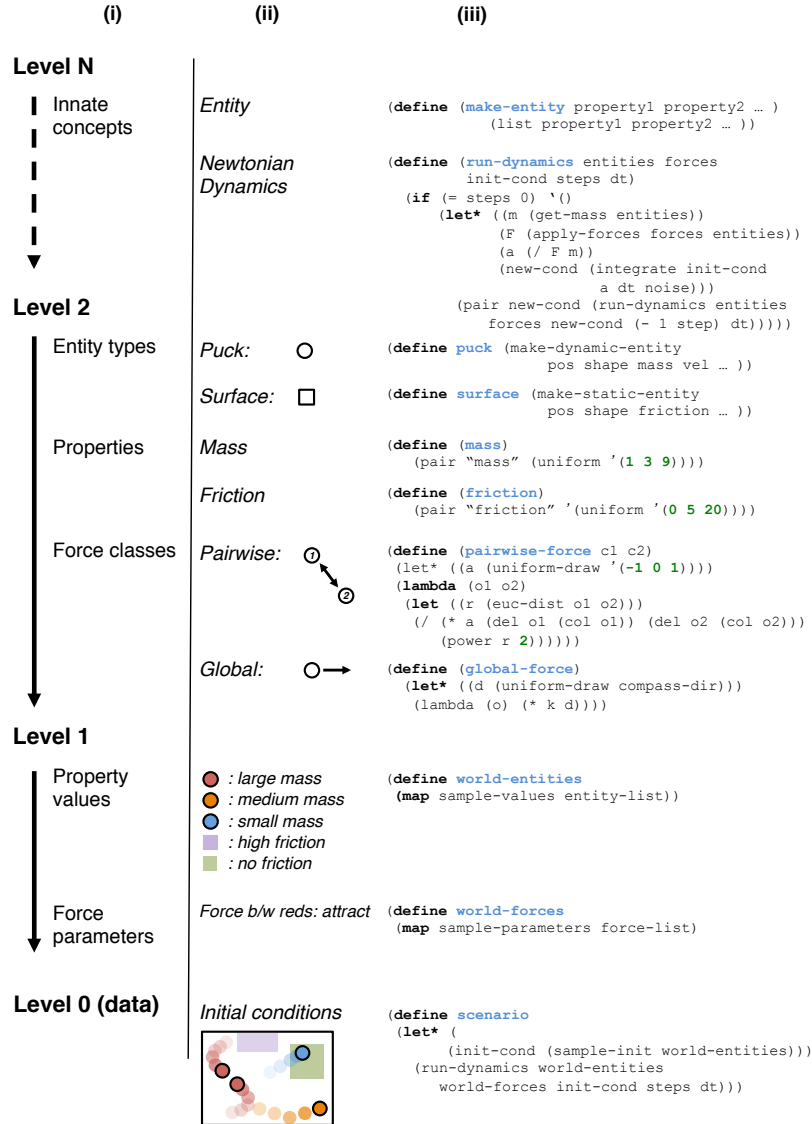 (i) (ii) (iii)
Level N
Innate concepts
Entity
(define (make-entity property1 property2 … )
(list property1 property2 … ))
Newtonian Dynamics
(define (run-dynamics entities forces
init-cond steps dt)
(if (= steps 0) ‘()
(let* ((m (get-mass entities))
(F (apply-forces forces entities))
(a (/ F m))
(new-cond (integrate init-cond
a dt noise)))
(pair new-cond (run-dynamics entities
forces new-cond (- 1 step) dt)))))
Level 2
Entity types
Puck:
(define puck (make-dynamic-entity
pos shape mass vel … ))
Surface:
(define surface (make-static-entity
pos shape friction … ))
Properties
Mass
(define (mass)
(pair “mass” (uniform ’(1 3 9))))
Friction
(define (friction)
(pair “friction” ’(uniform ’(0 5 20))))
Force classes
Pairwise:
1
2
(define (pairwise-force c1 c2)
(let* ((a (uniform-draw ’(-1 0 1))))
(lambda (o1 o2)
(let ((r (euc-dist o1 o2)))
(/ (* a (del o1 (col o1)) (del o2 (col o2)))
(power r 2))))))
Global:
(define (global-force)
(let* ((d (uniform-draw compass-dir)))
(lambda (o) (* k d))))
Level 1
Property values
: large mass
: medium mass
: small mass
: high friction
: no friction
(define world-entities
(map sample-values entity-list))
Force parameters
Force b/w reds: attract
(define world-forces
(map sample-parameters force-list)
Level 0 (data)
Initial conditions
(define scenario
(let* (
(init-cond (sample-init world-entities)))
(run-dynamics world-entities
world-forces init-cond steps dt)))